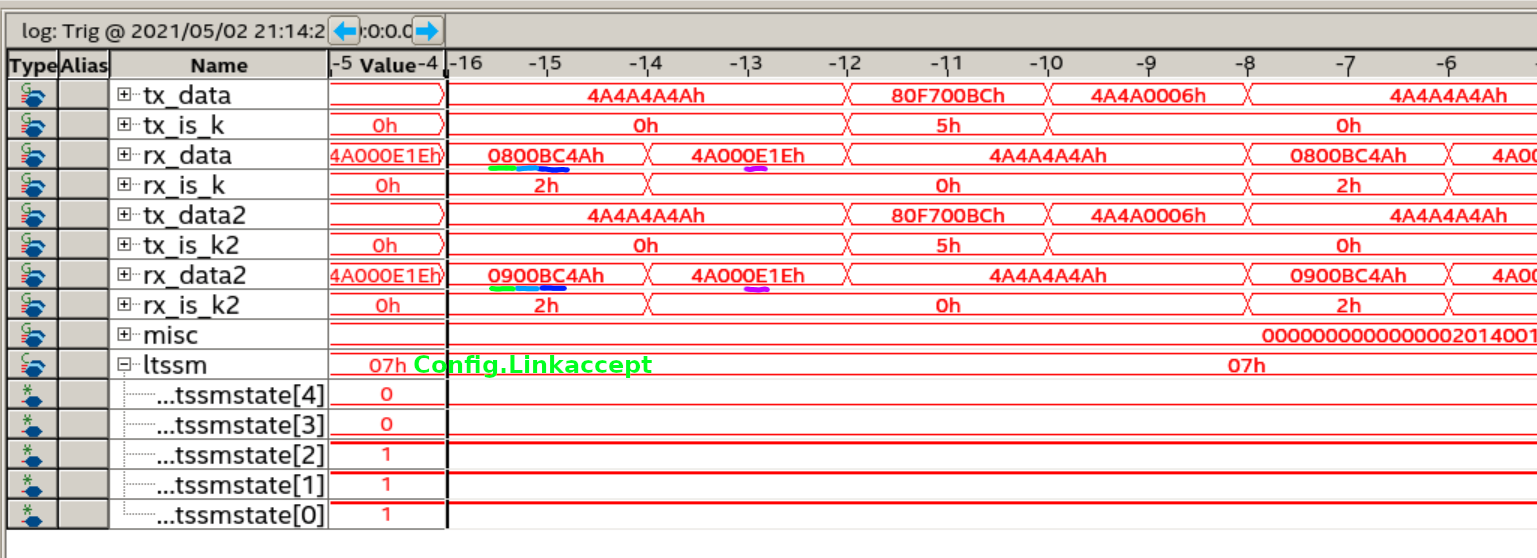 log: Trig @ 2021/05/02 21:14:2 :0:0.0
Type Alias Name -5 Value -4 -16 -15 -14 -13 -12 -11 -10 -9 -8 -7 -6
tx_data 4A4A4A4Ah 80F700BCh 4A4A0006h 4A4A4A4Ah
tx_is_k 0h 0h 5h 0h
rx_data 4A000E1Eh 0800BC4Ah 4A000E1Eh 4A4A4A4Ah 0800BC4Ah 4A00
rx_is_k 0h 2h 0h 2h
tx_data2 4A4A4A4Ah 80F700BCh 4A4A0006h 4A4A4A4Ah
tx_is_k2 0h 0h 5h 0h
rx_data2 4A000E1Eh 0900BC4Ah 4A000E1Eh 4A4A4A4Ah 0900BC4Ah 4A00
rx_is_k2 0h 2h 0h 2h
misc 00000000000000002014001
ltssm 07h Config.Linkaccept 07h
...tssmstate[4] 0
...tssmstate[3] 0
...tssmstate[2] 1
...tssmstate[1] 1
...tssmstate[0] 1